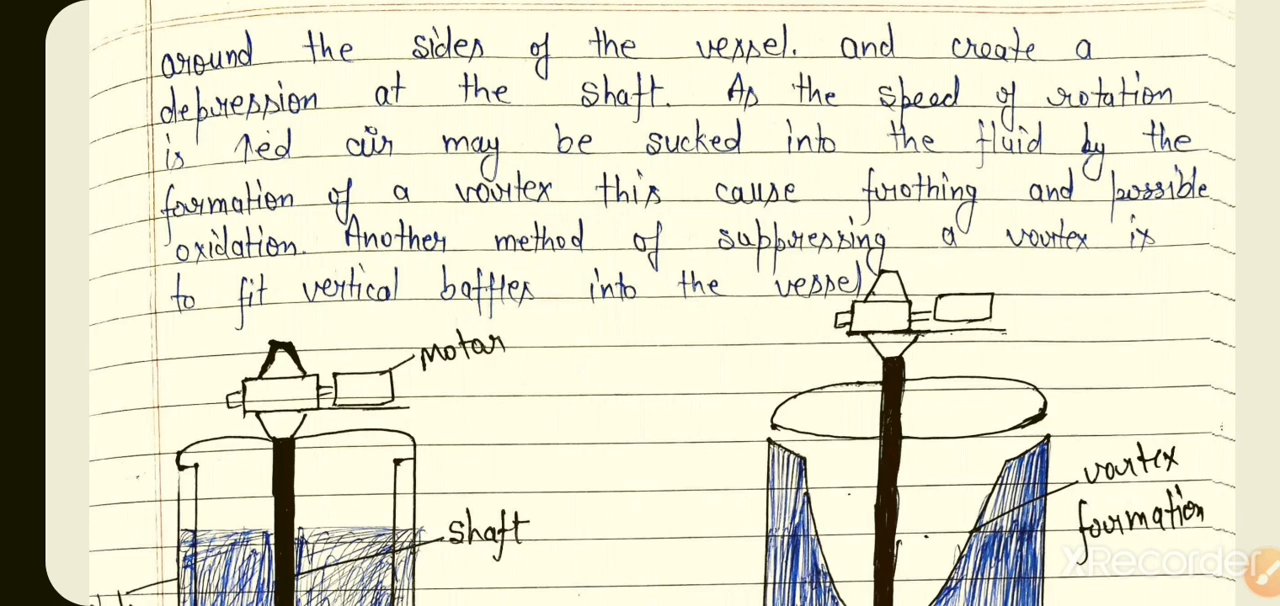 around the sides of the vessel. and create a
depression at the shaft. As the speed of rotation
is ↑ed air may be sucked into the fluid by the
formation of a vortex this cause frothing and possible
oxidation. Another method of suppressing a vortex is
to fit vertical baffles into the vessel.
motar
shaft
vortex
formation
XRecorder